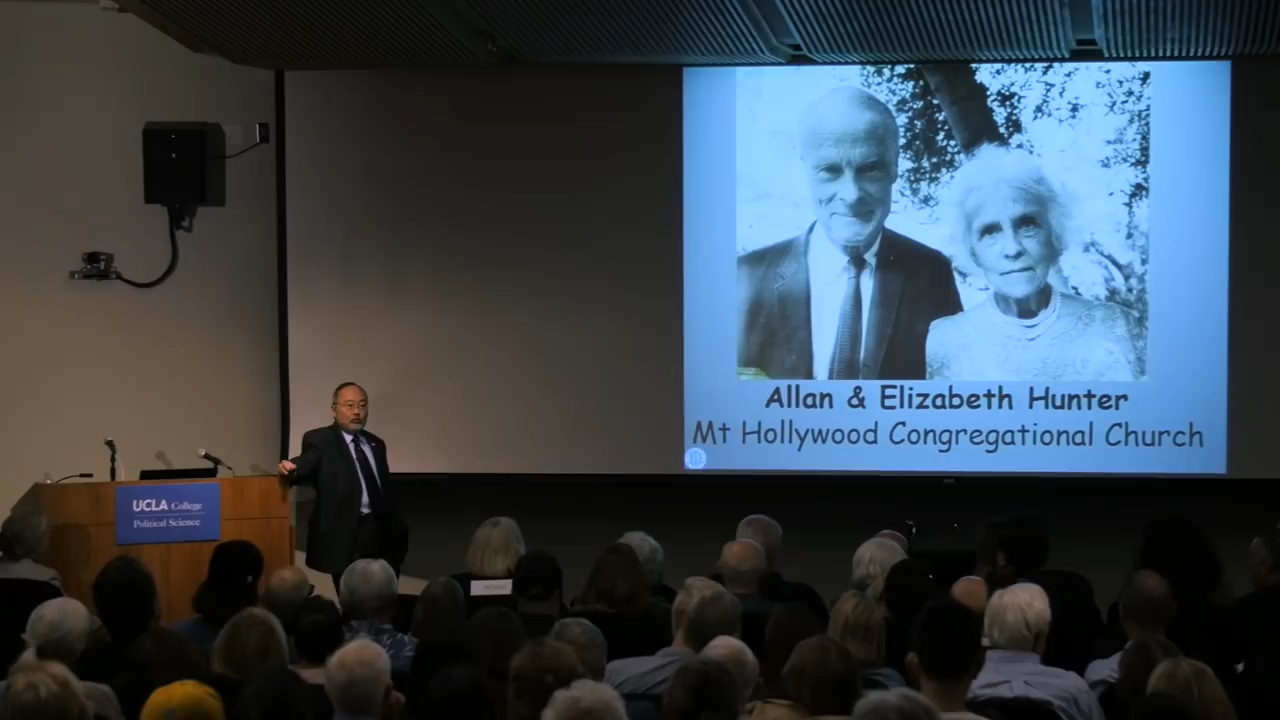 Allan & Elizabeth Hunter
Mt Hollywood Congregational Church
UCLA College
Political Science